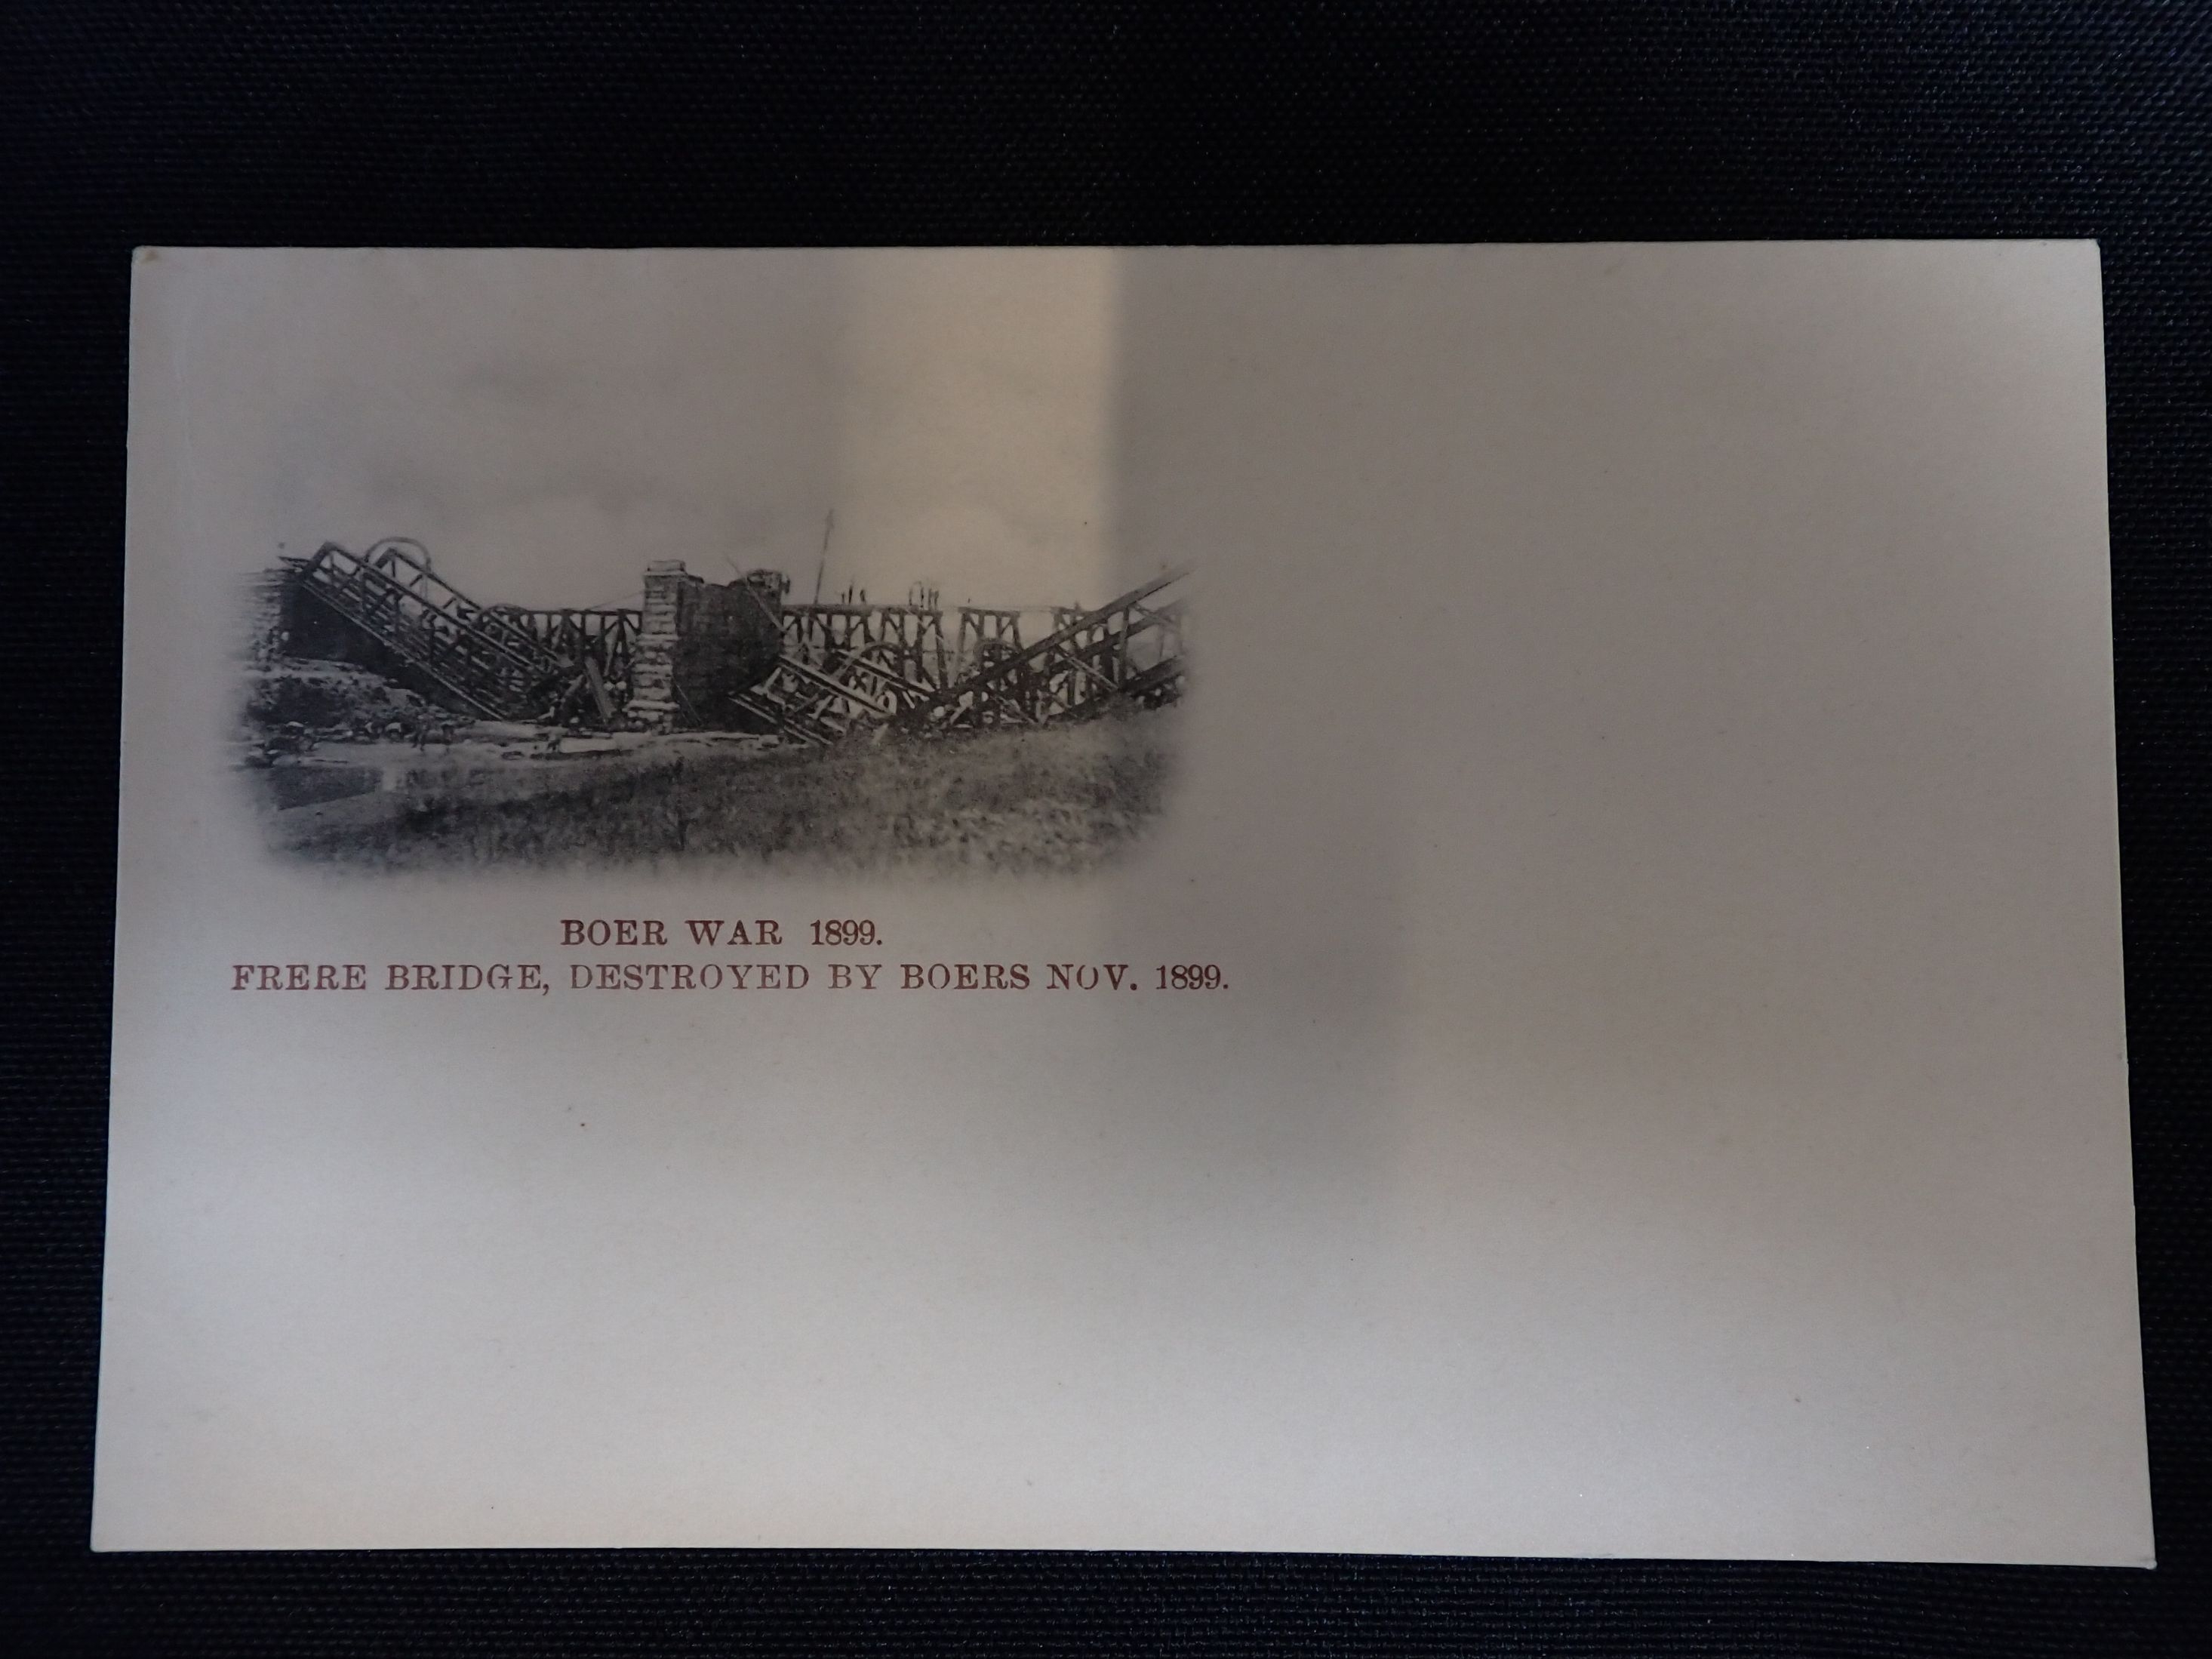 BOER WAR 1899.
FRERE BRIDGE, DESTROYED BY BOERS NOV. 1899.